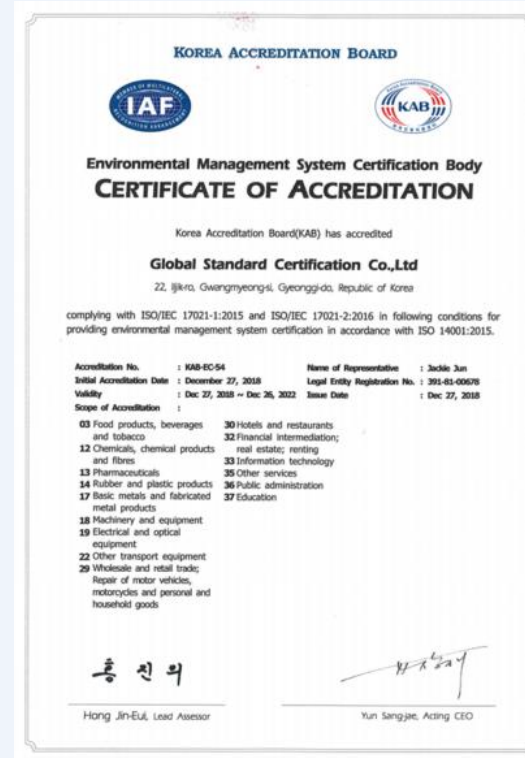 KOREA ACCREDITATION BOARD
IAF
KAB
Environmental Management System Certification Body
CERTIFICATE OF ACCREDITATION
Korea Accreditation Board(KAB) has accredited
Global Standard Certification Co.,Ltd
22, Iljik-ro, Gwangmyeong-si, Gyeonggi-do, Republic of Korea
complying with ISO/IEC 17021-1:2015 and ISO/IEC 17021-2:2016 in following conditions for
providing environmental management system certification in accordance with ISO 14001:2015.
Accreditation No. : KAB-EC-54
Initial Accreditation Date : December 27, 2018
Validity : Dec 27, 2018 ~ Dec 26, 2022
Scope of Accreditation :
Name of Representative : Jackie Jun
Legal Entity Registration No. : 391-81-00678
Issue Date : Dec 27, 2018
03 Food products, beverages
and tobacco
12 Chemicals, chemical products
and fibres
13 Pharmaceuticals
14 Rubber and plastic products
17 Basic metals and fabricated
metal products
18 Machinery and equipment
19 Electrical and optical
equipment
22 Other transport equipment
29 Wholesale and retail trade;
Repair of motor vehicles,
motorcycles and personal and
household goods
30 Hotels and restaurants
32 Financial intermediation;
real estate; renting
33 Information technology
35 Other services
36 Public administration
37 Education
홍진의
Hong Jin-Eui, Lead Assessor
Yun Sang-jae, Acting CEO